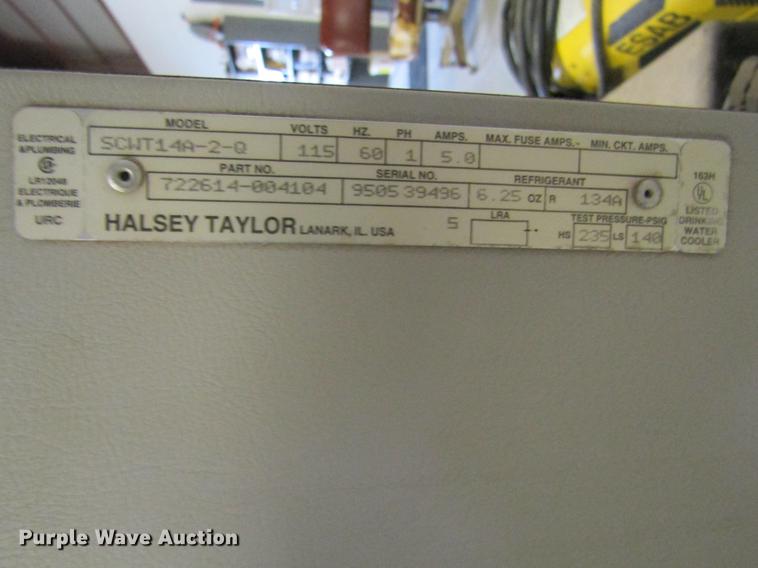 ESAB
ELECTRICAL
&PLUMBING
LR12048
ELECTRIQUE
& PLOMBERIE
URC
MODEL VOLTS HZ. PH AMPS. MAX. FUSE AMPS. MIN. CKT. AMPS.
SCWT14A-2-Q 115 60 1 5.0
PART NO. SERIAL NO. REFRIGERANT
722614-004104 950539496 6.25 OZ R 134A
HALSEY TAYLOR LANARK, IL. USA 5 LRA TEST PRESSURE-PSIG
HS 235 LS 140
163H
UL
LISTED
DRINKING
WATER
COOLER
Purple Wave Auction